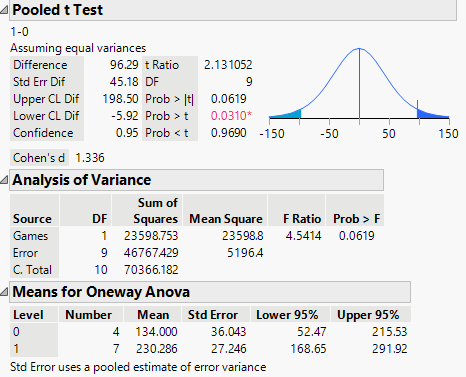 Pooled t Test
1-0
Assuming equal variances
Difference 96.29 t Ratio 2.131052
Std Err Dif 45.18 DF 9
Upper CL Dif 198.50 Prob > |t| 0.0619
Lower CL Dif -5.92 Prob > t 0.0310*
Confidence 0.95 Prob < t 0.9690
-150 -50 50 150
Cohen's d 1.336
Analysis of Variance
Sum of
Source DF Squares Mean Square F Ratio Prob > F
Games 1 23598.753 23598.8 4.5414 0.0619
Error 9 46767.429 5196.4
C. Total 10 70366.182
Means for Oneway Anova
Level Number Mean Std Error Lower 95% Upper 95%
0 4 134.000 36.043 52.47 215.53
1 7 230.286 27.246 168.65 291.92
Std Error uses a pooled estimate of error variance